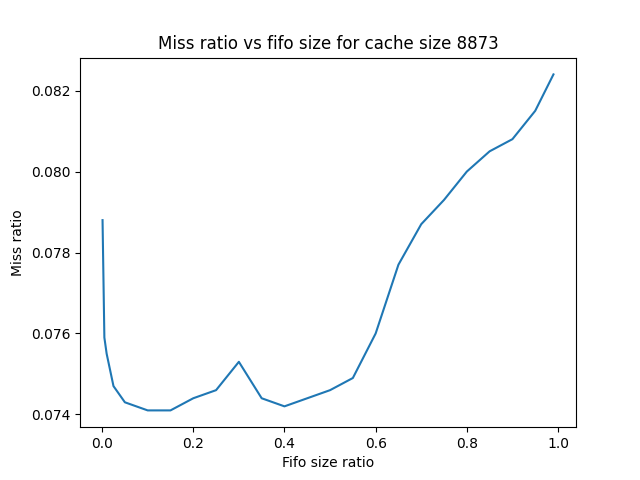 Miss ratio vs fifo size for cache size 8873
0.082
0.080
0.078
0.076
0.074
Miss ratio
0.0 0.2 0.4 0.6 0.8 1.0
Fifo size ratio